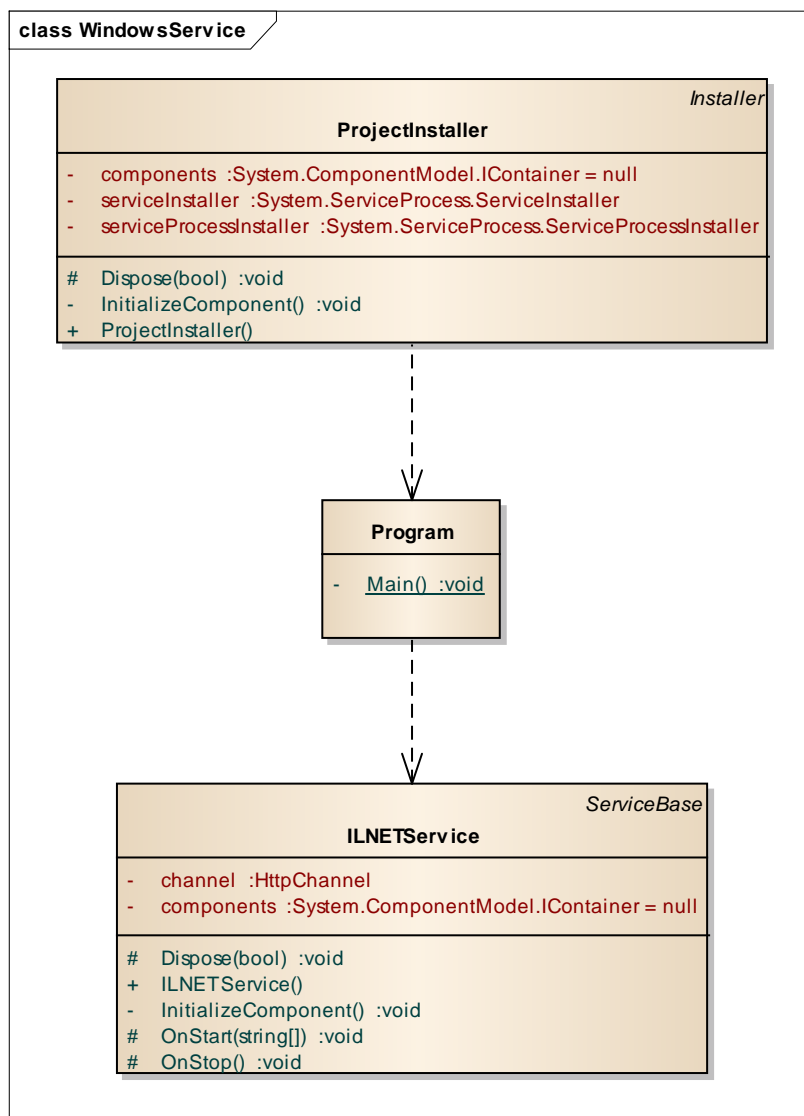 class WindowsService
Installer
ProjectInstaller
- components :System.ComponentModel.IContainer = null
- serviceInstaller :System.ServiceProcess.ServiceInstaller
- serviceProcessInstaller :System.ServiceProcess.ServiceProcessInstaller
# Dispose(bool) :void
- InitializeComponent() :void
+ ProjectInstaller()
Program
- Main() :void
ServiceBase
ILNETService
- channel :HttpChannel
- components :System.ComponentModel.IContainer = null
# Dispose(bool) :void
+ ILNETService()
- InitializeComponent() :void
# OnStart(string[]) :void
# OnStop() :void